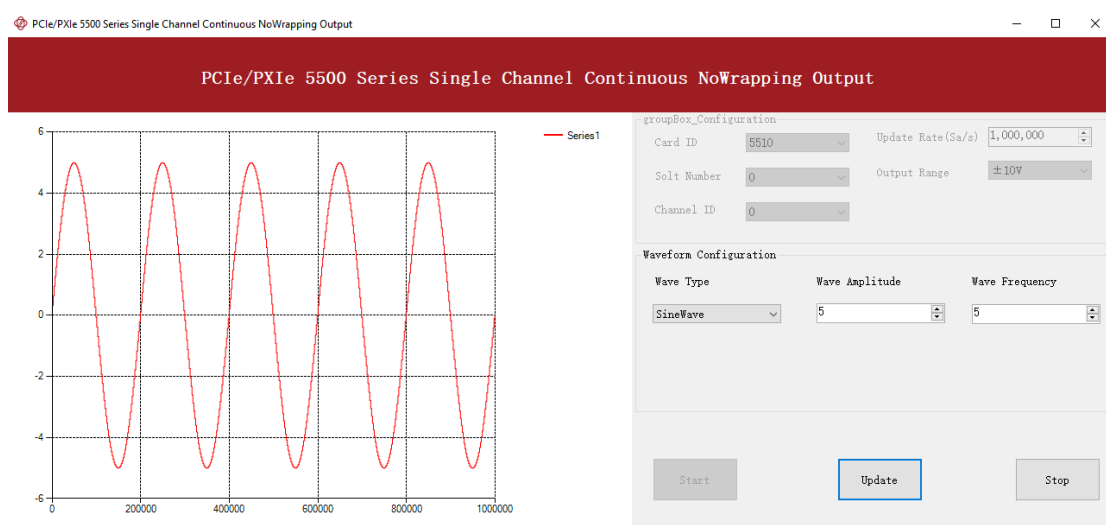 PCIe/PXIe 5500 Series Single Channel Continuous NoWrapping Output
PCIe/PXIe 5500 Series Single Channel Continuous NoWrapping Output
6
4
2
0
-2
-4
-6
0
200000
400000
600000
800000
1000000
Series1
groupBox_Configuration
Card ID
5510
Update Rate(Sa/s)
1,000,000
Solt Number
0
Output Range
±10V
Channel ID
0
Waveform Configuration
Wave Type
Wave Amplitude
Wave Frequency
SineWave
5
5
Start
Update
Stop